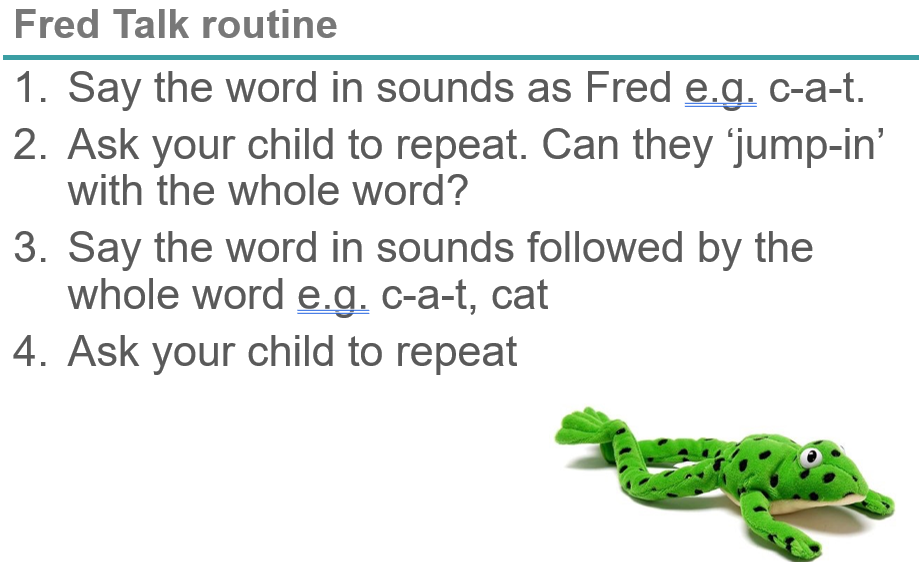 Fred Talk routine
1. Say the word in sounds as Fred e.g. c-a-t.
2. Ask your child to repeat. Can they ‘jump-in’
with the whole word?
3. Say the word in sounds followed by the
whole word e.g. c-a-t, cat
4. Ask your child to repeat